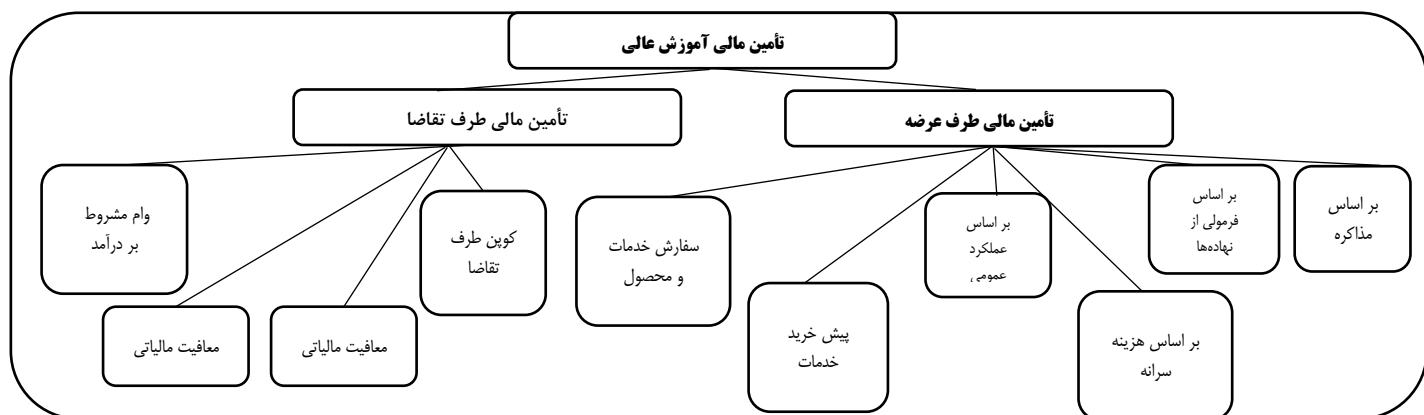 تأمین مالی آموزش عالی
تأمین مالی طرف عرضه
تأمین مالی طرف تقاضا
بر اساس
مذاکره
بر اساس
فرمولی از
نهاده‌ها
بر اساس هزینه
سرانه
بر اساس
عملکرد
عمومی
پیش خرید
خدمات
سفارش خدمات
و محصول
کوپن طرف
تقاضا
معافیت مالیاتی
معافیت مالیاتی
وام مشروط
بر درآمد